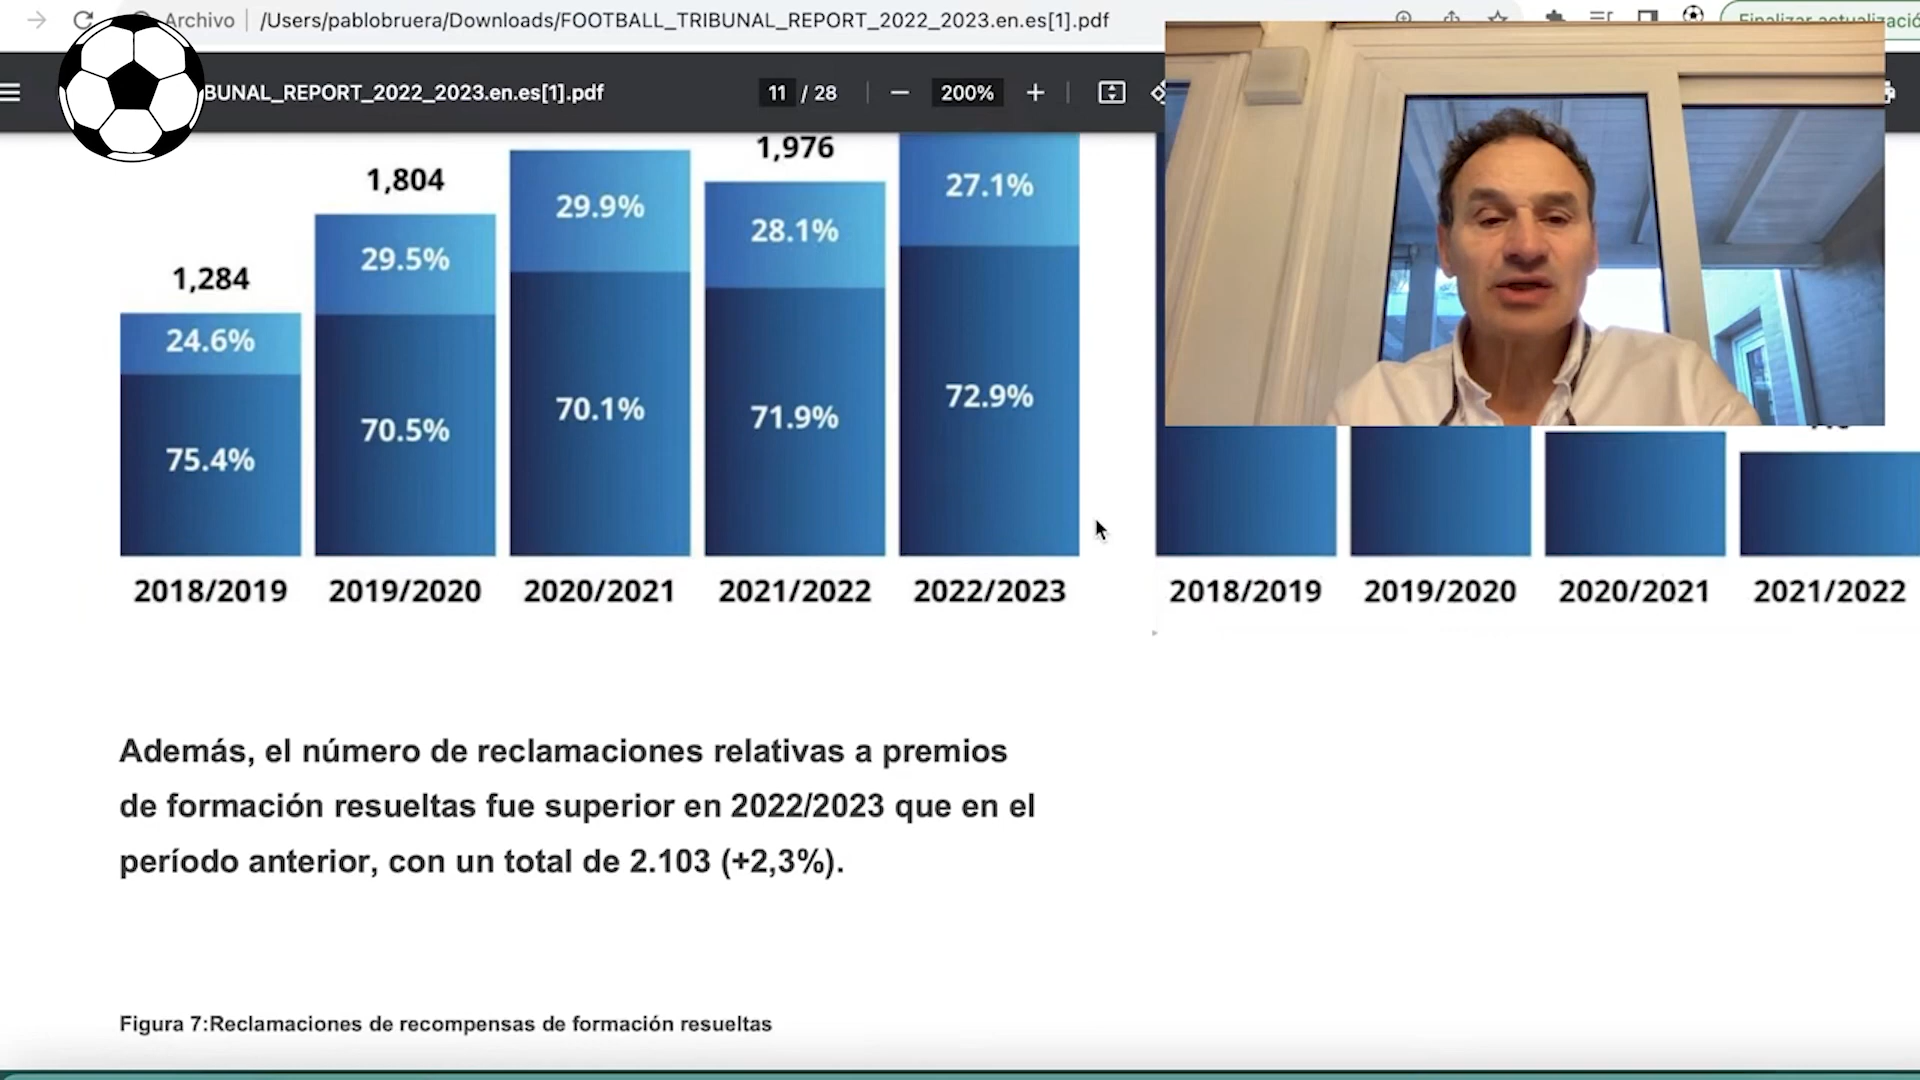 Archivo
/Users/pablobruera/Downloads/FOOTBALL_TRIBUNAL_REPORT_2022_2023.en.es[1].pdf
BUNAL_REPORT_2022_2023.en.es[1].pdf
11 / 28
200%
1,976
1,804
29.9%
27.1%
28.1%
29.5%
1,284
24.6%
75.4%
70.5%
70.1%
71.9%
72.9%
2018/2019
2019/2020
2020/2021
2021/2022
2022/2023
2018/2019
2019/2020
2020/2021
2021/2022
Además, el número de reclamaciones relativas a premios
de formación resueltas fue superior en 2022/2023 que en el
período anterior, con un total de 2.103 (+2,3%).
Figura 7:Reclamaciones de recompensas de formación resueltas